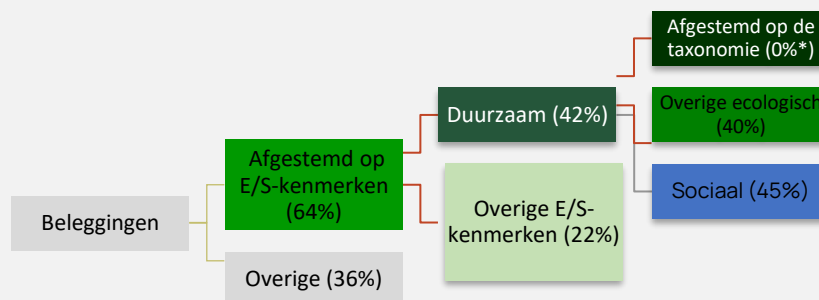 Beleggingen
Afgestemd op
E/S-kenmerken
(64%)
Overige (36%)
Duurzaam (42%)
Overige E/S-
kenmerken (22%)
Afgestemd op de
taxonomie (0%*)
Overige ecologisch
(40%)
Sociaal (45%)